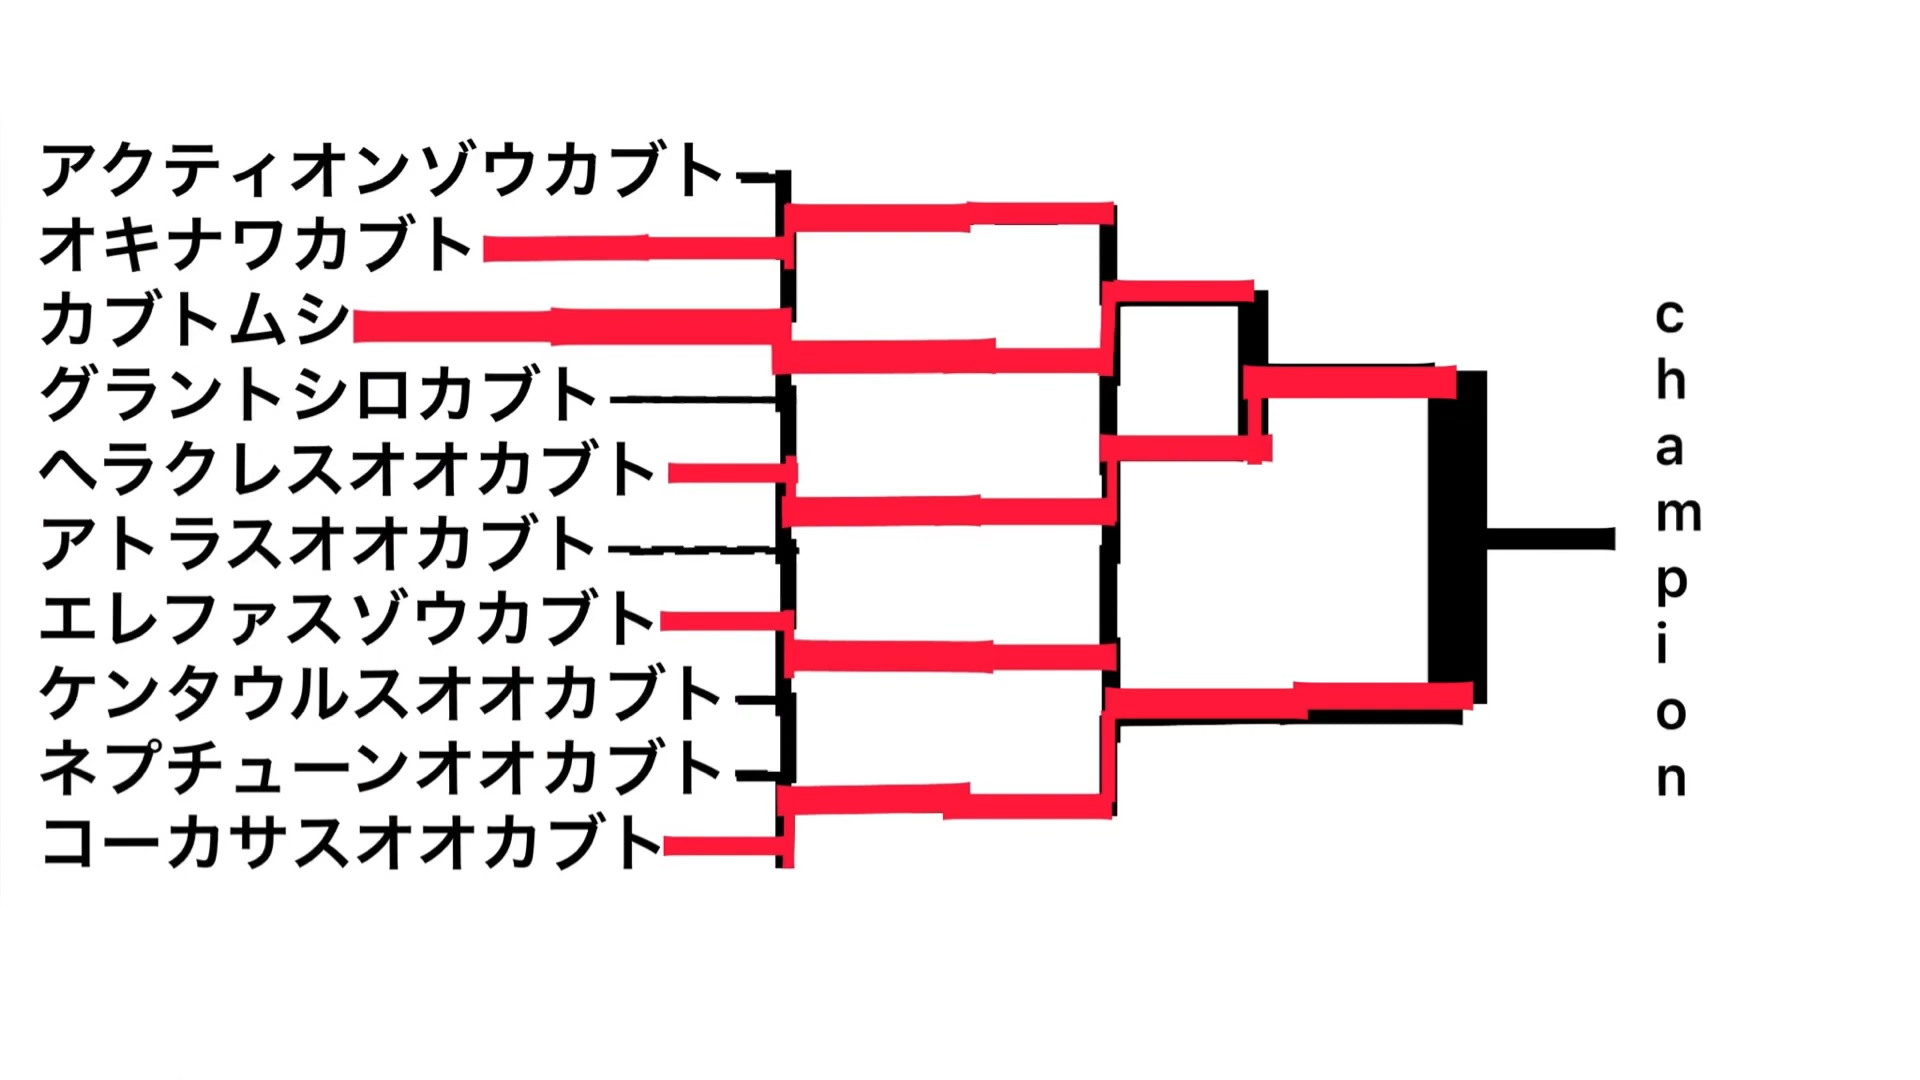 アクティオンゾウカブト
オキナワカブト
カブトムシ
グラントシロカブト
ヘラクレスオオカブト
アトラスオオカブト
エレファスゾウカブト
ケンタウルスオオカブト
ネプチューンオオカブト
コーカサスオオカブト
champion